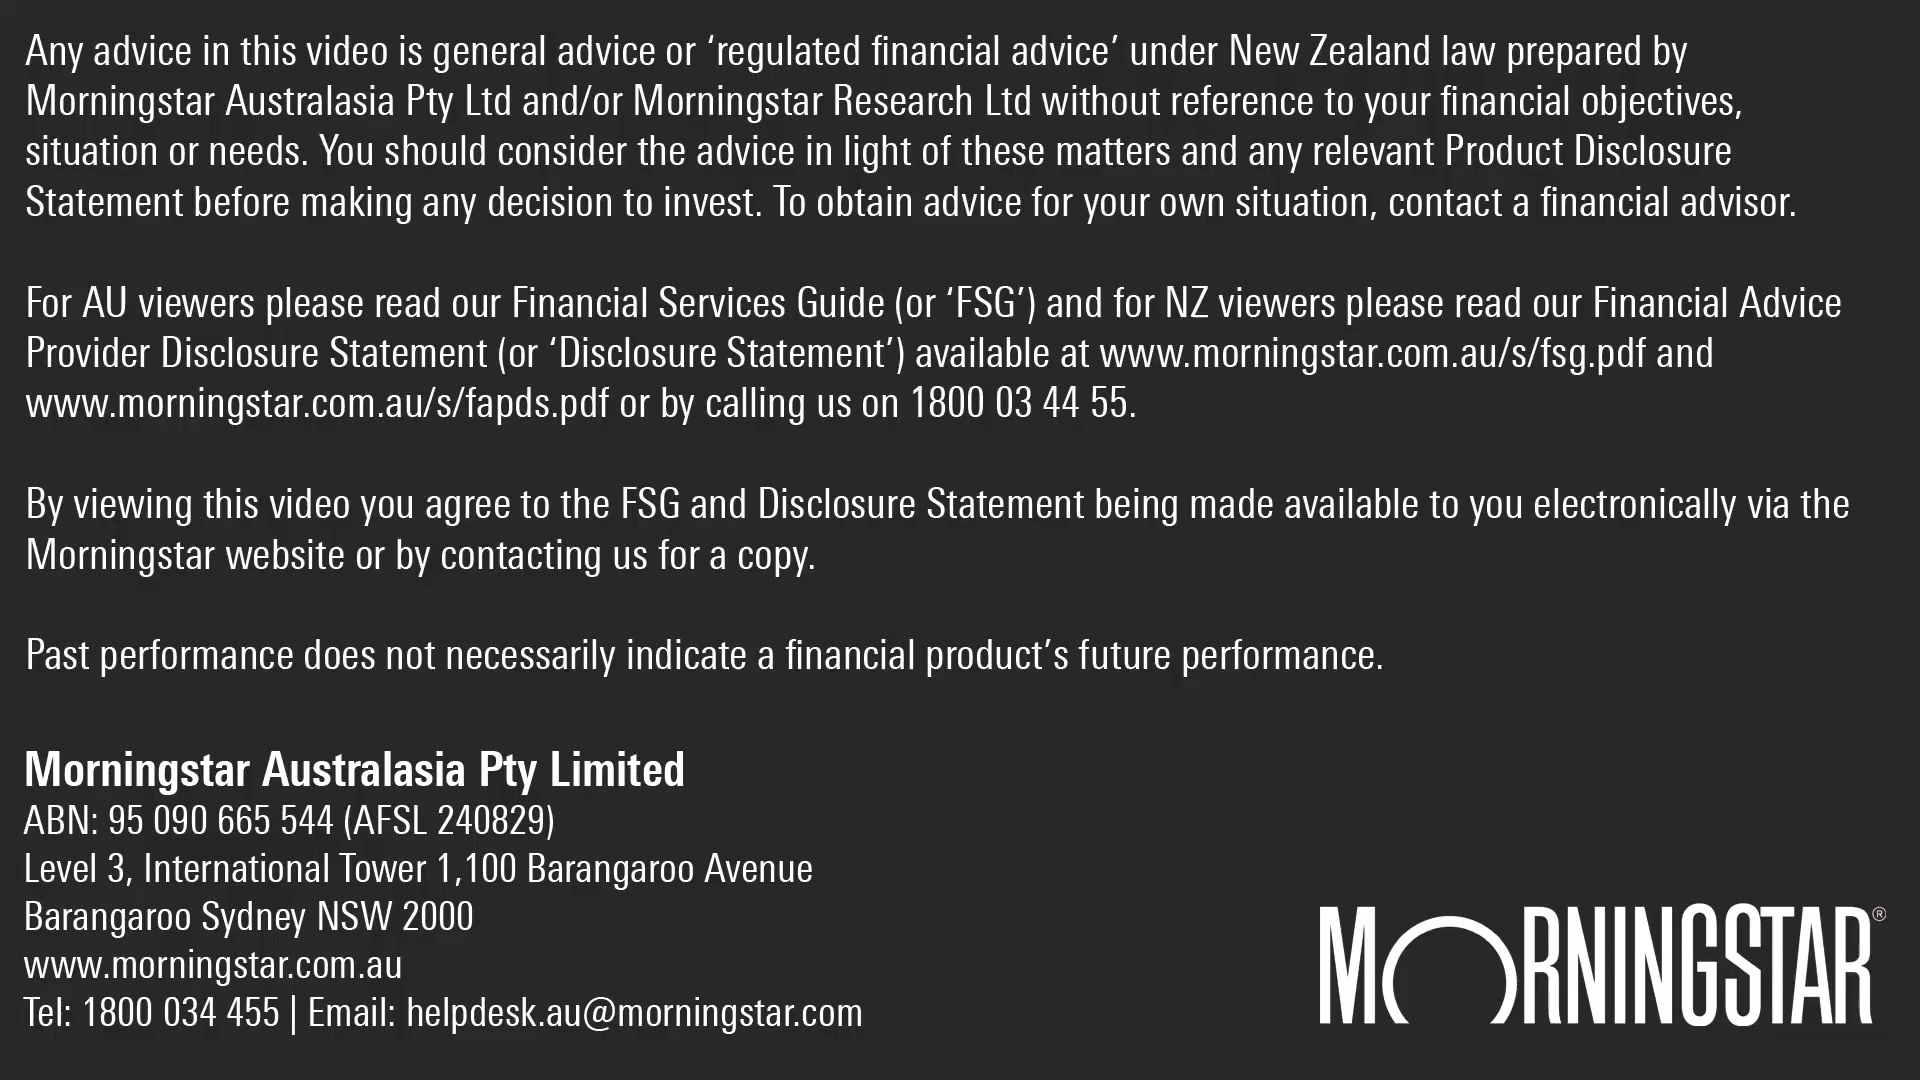 Any advice in this video is general advice or ‘regulated financial advice’ under New Zealand law prepared by
Morningstar Australasia Pty Ltd and/or Morningstar Research Ltd without reference to your financial objectives,
situation or needs. You should consider the advice in light of these matters and any relevant Product Disclosure
Statement before making any decision to invest. To obtain advice for your own situation, contact a financial advisor.
For AU viewers please read our Financial Services Guide (or ‘FSG’) and for NZ viewers please read our Financial Advice
Provider Disclosure Statement (or ‘Disclosure Statement’) available at www.morningstar.com.au/s/fsg.pdf and
www.morningstar.com.au/s/fapds.pdf or by calling us on 1800 03 44 55.
By viewing this video you agree to the FSG and Disclosure Statement being made available to you electronically via the
Morningstar website or by contacting us for a copy.
Past performance does not necessarily indicate a financial product’s future performance.
Morningstar Australasia Pty Limited
ABN: 95 090 665 544 (AFSL 240829)
Level 3, International Tower 1,100 Barangaroo Avenue
Barangaroo Sydney NSW 2000
www.morningstar.com.au
Tel: 1800 034 455 | Email: helpdesk.au@morningstar.com
MORNINGSTAR®